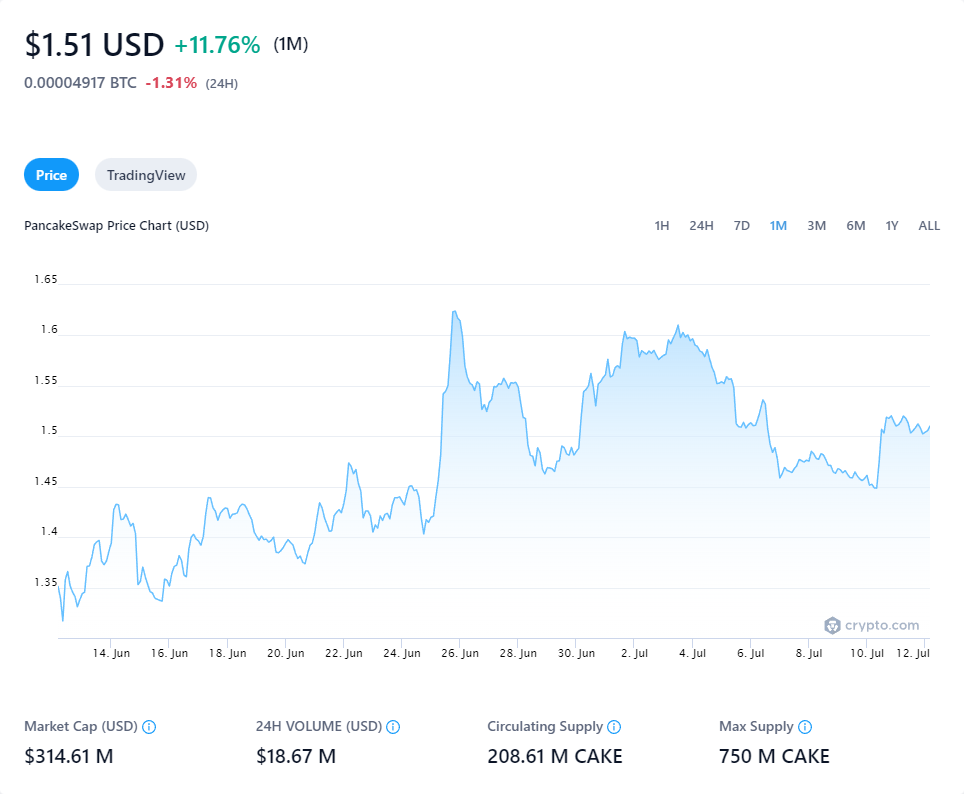 $1.51 USD +11.76% (1M)
0.00004917 BTC -1.31% (24H)
Price TradingView
PancakeSwap Price Chart (USD) 1H 24H 7D 1M 3M 6M 1Y ALL
1.65
1.6
1.55
1.5
1.45
1.4
1.35
crypto.com
14. Jun 16. Jun 18. Jun 20. Jun 22. Jun 24. Jun 26. Jun 28. Jun 30. Jun 2. Jul 4. Jul 6. Jul 8. Jul 10. Jul 12. Jul
Market Cap (USD) 24H VOLUME (USD) Circulating Supply Max Supply
$314.61 M $18.67 M 208.61 M CAKE 750 M CAKE